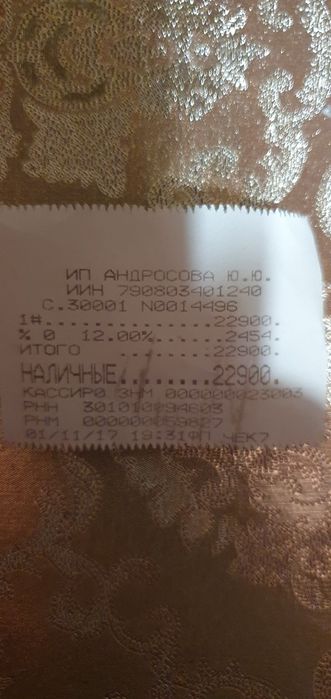 ИП АНДРОСОВА Ю.Ю.
ИИН 790803401240
С.30001 N0014496
1#....................22900.
% 0 12.00%......2454.
ИТОГО ..............22900.
НАЛИЧНЫЕ........22900.
КАССИР0 ЗНМ 000000023003
РНН 301010094603
РНМ 000000059827
01/11/17 19:31ФП ЧЕК7